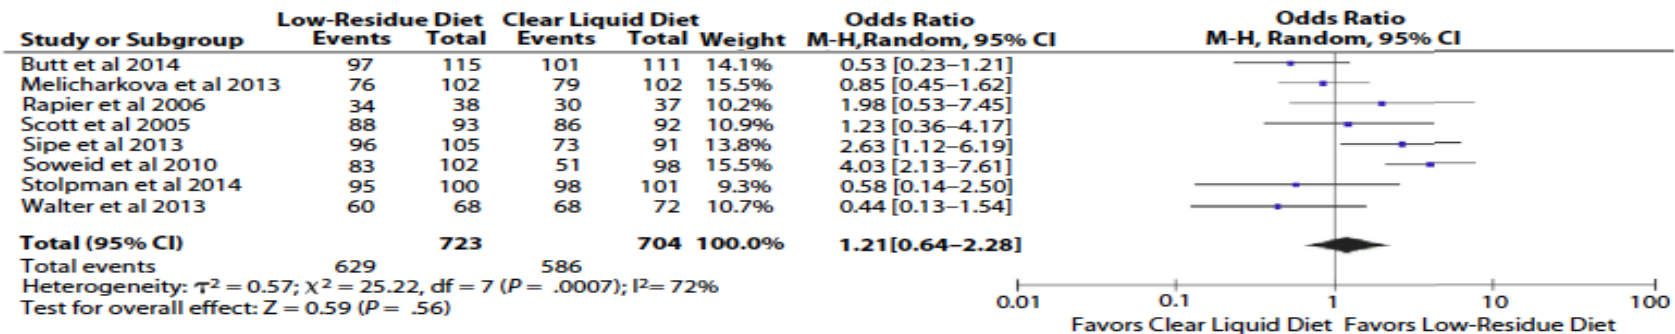 Low-Residue Diet Clear Liquid Diet Odds Ratio Odds Ratio
Study or Subgroup Events Total Events Total Weight M-H,Random, 95% CI M-H, Random, 95% CI
Butt et al 2014 97 115 101 111 14.1% 0.53 [0.23–1.21]
Melicharkova et al 2013 76 102 79 102 15.5% 0.85 [0.45–1.62]
Rapier et al 2006 34 38 30 37 10.2% 1.98 [0.53–7.45]
Scott et al 2005 88 93 86 92 10.9% 1.23 [0.36–4.17]
Sipe et al 2013 96 105 73 91 13.8% 2.63 [1.12–6.19]
Soweid et al 2010 83 102 51 98 15.5% 4.03 [2.13–7.61]
Stolpman et al 2014 95 100 98 101 9.3% 0.58 [0.14–2.50]
Walter et al 2013 60 68 68 72 10.7% 0.44 [0.13–1.54]
Total (95% CI) 723 704 100.0% 1.21[0.64–2.28]
Total events 629 586
Heterogeneity: τ² = 0.57; χ² = 25.22, df = 7 (P = .0007); I²= 72%
Test for overall effect: Z = 0.59 (P = .56)
0.01 0.1 1 10 100
Favors Clear Liquid Diet Favors Low-Residue Diet